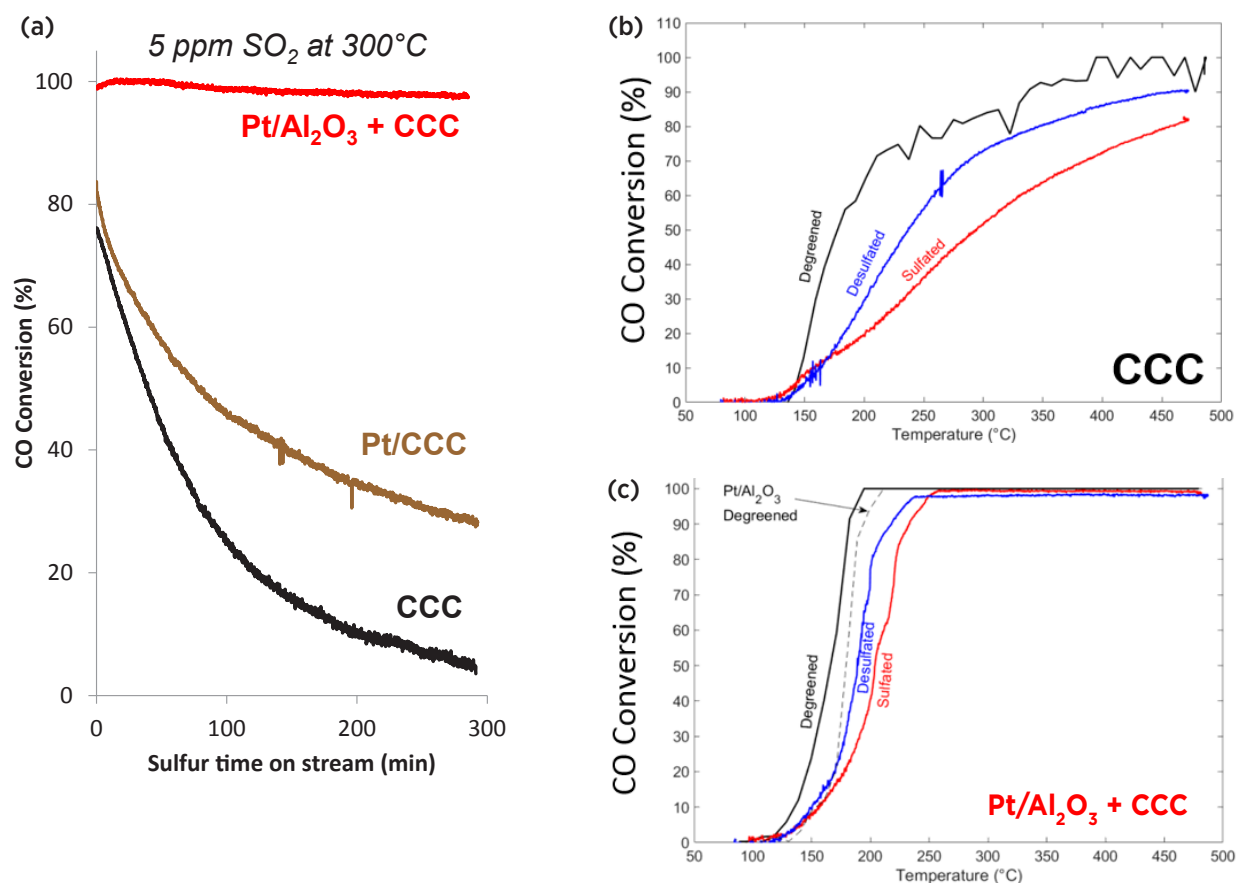 (a)
5 ppm SO₂ at 300°C
100
80
60
40
20
0
CO Conversion (%)
Pt/Al₂O₃ + CCC
Pt/CCC
CCC
0
100
200
300
Sulfur time on stream (min)
(b)
110
100
90
80
70
60
50
40
30
20
10
0
CO Conversion (%)
Degreened
Desulfated
Sulfated
CCC
50
100
150
200
250
300
350
400
450
500
Temperature (°C)
(c)
100
90
80
70
60
50
40
30
20
10
0
CO Conversion (%)
Pt/Al₂O₃
Degreened
Degreened
Desulfated
Sulfated
Pt/Al₂O₃ + CCC
50
100
150
200
250
300
350
400
450
500
Temperature (°C)